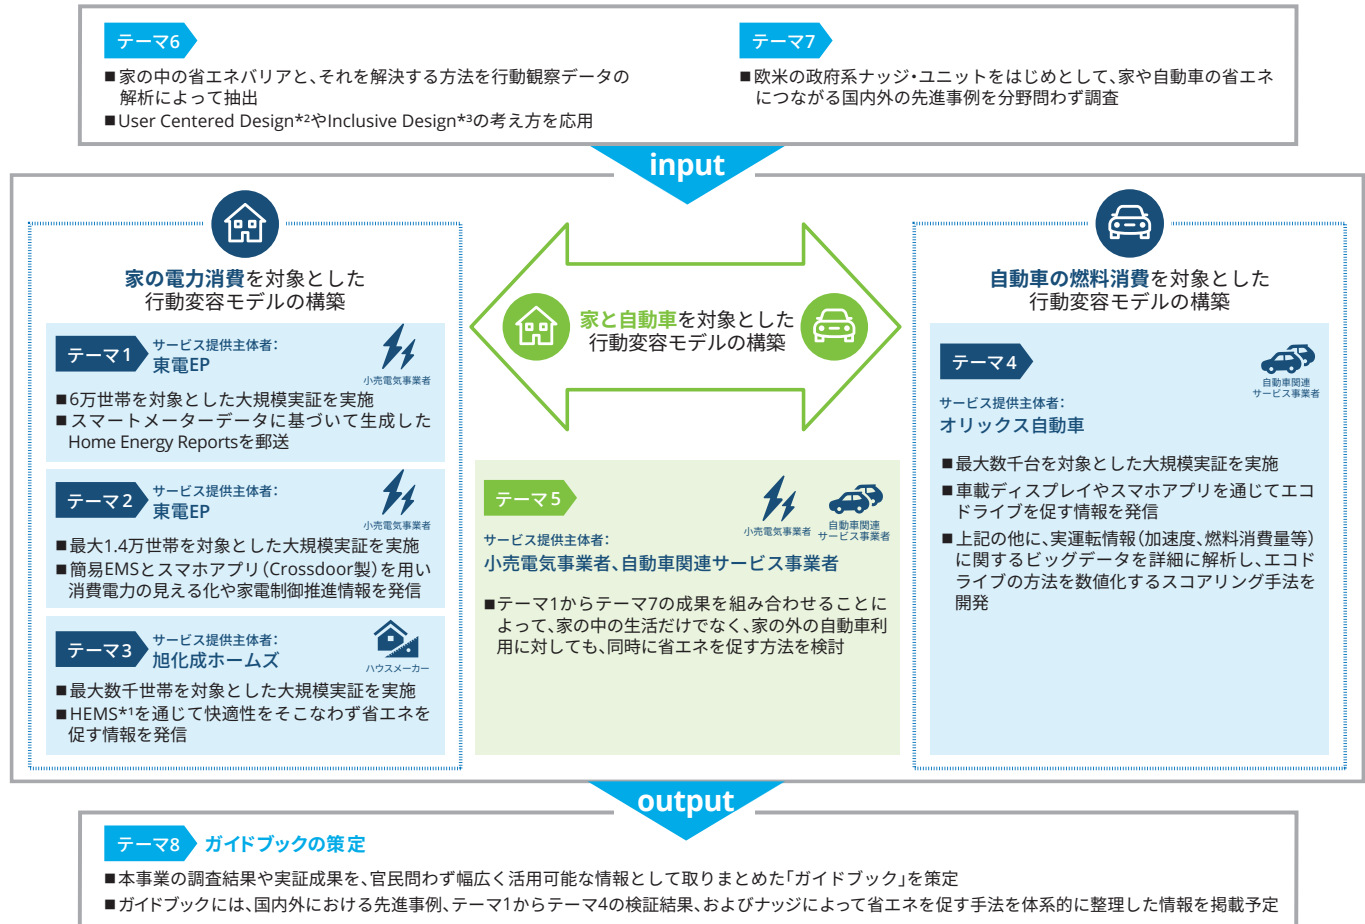 テーマ6
■家の中の省エネバリアと、それを解決する方法を行動観察データの
解析によって抽出
■User Centered Design*²やInclusive Design*³の考え方を応用
テーマ7
■欧米の政府系ナッジ・ユニットをはじめとして、家や自動車の省エネ
につながる国内外の先進事例を分野問わず調査
input
家の電力消費を対象とした
行動変容モデルの構築
テーマ1
サービス提供主体者：
東電EP
小売電気事業者
■6万世帯を対象とした大規模実証を実施
■スマートメーターデータに基づいて生成した
Home Energy Reportsを郵送
テーマ2
サービス提供主体者：
東電EP
小売電気事業者
■最大1.4万世帯を対象とした大規模実証を実施
■簡易EMSとスマホアプリ（Crossdoor製）を用い
消費電力の見える化や家電制御推進情報を発信
テーマ3
サービス提供主体者：
旭化成ホームズ
ハウスメーカー
■最大数千世帯を対象とした大規模実証を実施
■HEMS*¹を通じて快適性をそこなわず省エネを
促す情報を発信
家と自動車を対象とした
行動変容モデルの構築
テーマ5
小売電気事業者
自動車関連
サービス事業者
サービス提供主体者：
小売電気事業者、自動車関連サービス事業者
■テーマ1からテーマ7の成果を組み合わせることに
よって、家の中の生活だけでなく、家の外の自動車利
用に対しても、同時に省エネを促す方法を検討
自動車の燃料消費を対象とした
行動変容モデルの構築
テーマ4
自動車関連
サービス事業者
サービス提供主体者：
オリックス自動車
■最大数千台を対象とした大規模実証を実施
■車載ディスプレイやスマホアプリを通じてエコ
ドライブを促す情報を発信
■上記の他に、実運転情報（加速度、燃料消費量等）
に関するビッグデータを詳細に解析し、エコド
ライブの方法を数値化するスコアリング手法を
開発
output
テーマ8 ガイドブックの策定
■本事業の調査結果や実証成果を、官民問わず幅広く活用可能な情報として取りまとめた「ガイドブック」を策定
■ガイドブックには、国内外における先進事例、テーマ1からテーマ4の検証結果、およびナッジによって省エネを促す手法を体系的に整理した情報を掲載予定